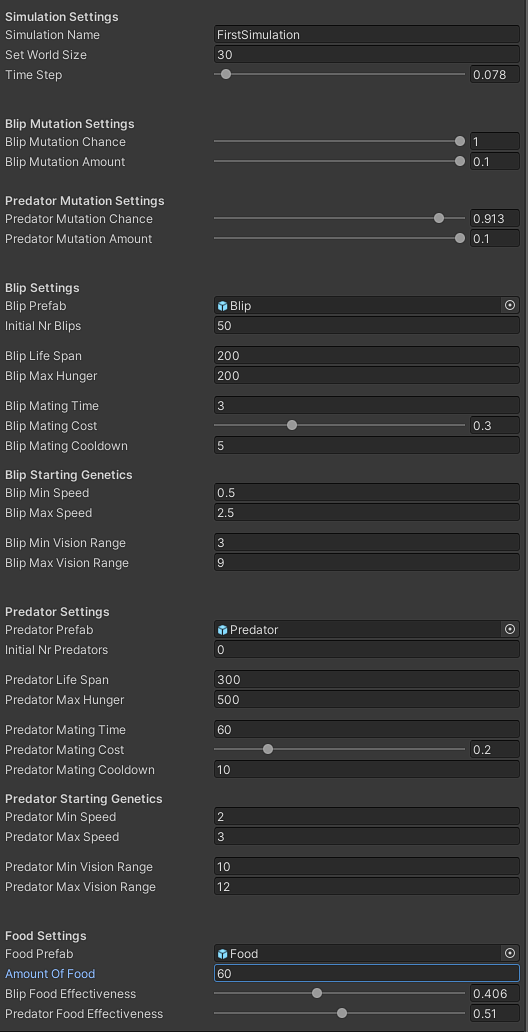 Simulation Settings
Simulation Name FirstSimulation
Set World Size 30
Time Step 0.078
Blip Mutation Settings
Blip Mutation Chance 1
Blip Mutation Amount 0.1
Predator Mutation Settings
Predator Mutation Chance 0.913
Predator Mutation Amount 0.1
Blip Settings
Blip Prefab Blip
Initial Nr Blips 50
Blip Life Span 200
Blip Max Hunger 200
Blip Mating Time 3
Blip Mating Cost 0.3
Blip Mating Cooldown 5
Blip Starting Genetics
Blip Min Speed 0.5
Blip Max Speed 2.5
Blip Min Vision Range 3
Blip Max Vision Range 9
Predator Settings
Predator Prefab Predator
Initial Nr Predators 0
Predator Life Span 300
Predator Max Hunger 500
Predator Mating Time 60
Predator Mating Cost 0.2
Predator Mating Cooldown 10
Predator Starting Genetics
Predator Min Speed 2
Predator Max Speed 3
Predator Min Vision Range 10
Predator Max Vision Range 12
Food Settings
Food Prefab Food
Amount Of Food 60
Blip Food Effectiveness 0.406
Predator Food Effectiveness 0.51